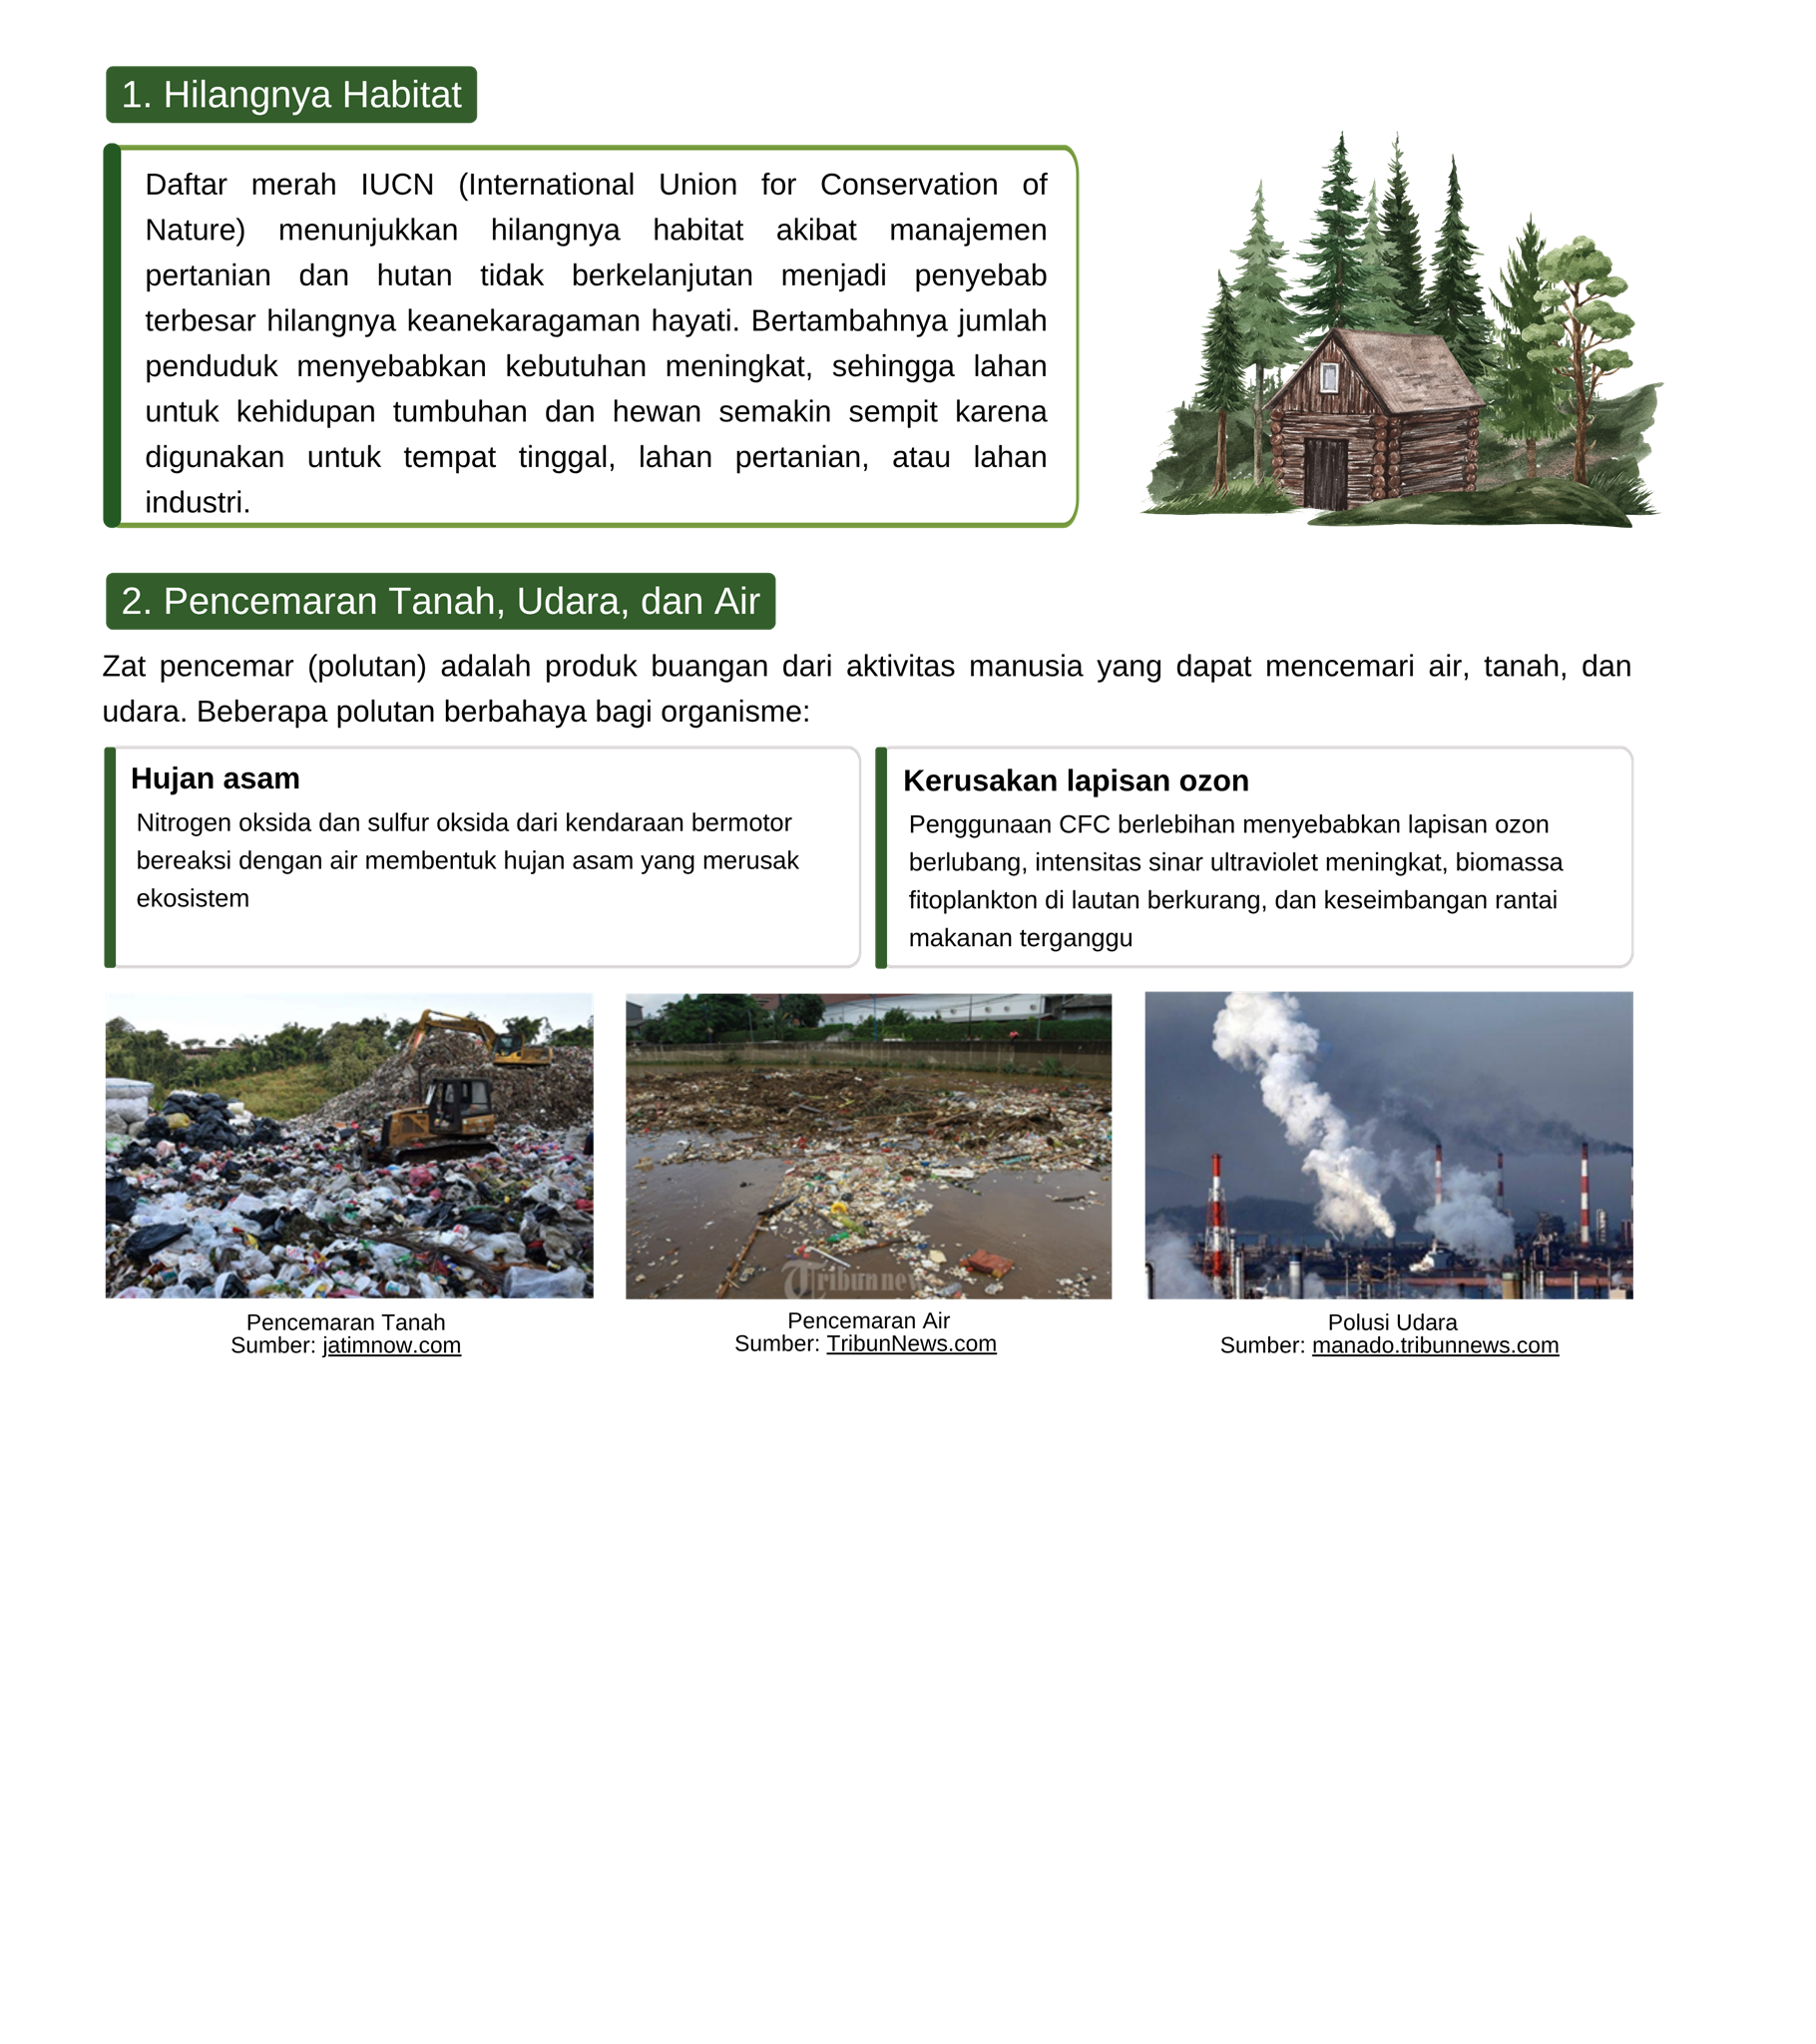 1. Hilangnya Habitat
Daftar merah IUCN (International Union for Conservation of
Nature) menunjukkan hilangnya habitat akibat manajemen
pertanian dan hutan tidak berkelanjutan menjadi penyebab
terbesar hilangnya keanekaragaman hayati. Bertambahnya jumlah
penduduk menyebabkan kebutuhan meningkat, sehingga lahan
untuk kehidupan tumbuhan dan hewan semakin sempit karena
digunakan untuk tempat tinggal, lahan pertanian, atau lahan
industri.
2. Pencemaran Tanah, Udara, dan Air
Zat pencemar (polutan) adalah produk buangan dari aktivitas manusia yang dapat mencemari air, tanah, dan
udara. Beberapa polutan berbahaya bagi organisme:
Hujan asam
Nitrogen oksida dan sulfur oksida dari kendaraan bermotor
bereaksi dengan air membentuk hujan asam yang merusak
ekosistem
Kerusakan lapisan ozon
Penggunaan CFC berlebihan menyebabkan lapisan ozon
berlubang, intensitas sinar ultraviolet meningkat, biomassa
fitoplankton di lautan berkurang, dan keseimbangan rantai
makanan terganggu
Tribunnew
Pencemaran Tanah
Sumber: jatimnow.com
Pencemaran Air
Sumber: TribunNews.com
Polusi Udara
Sumber: manado.tribunnews.com